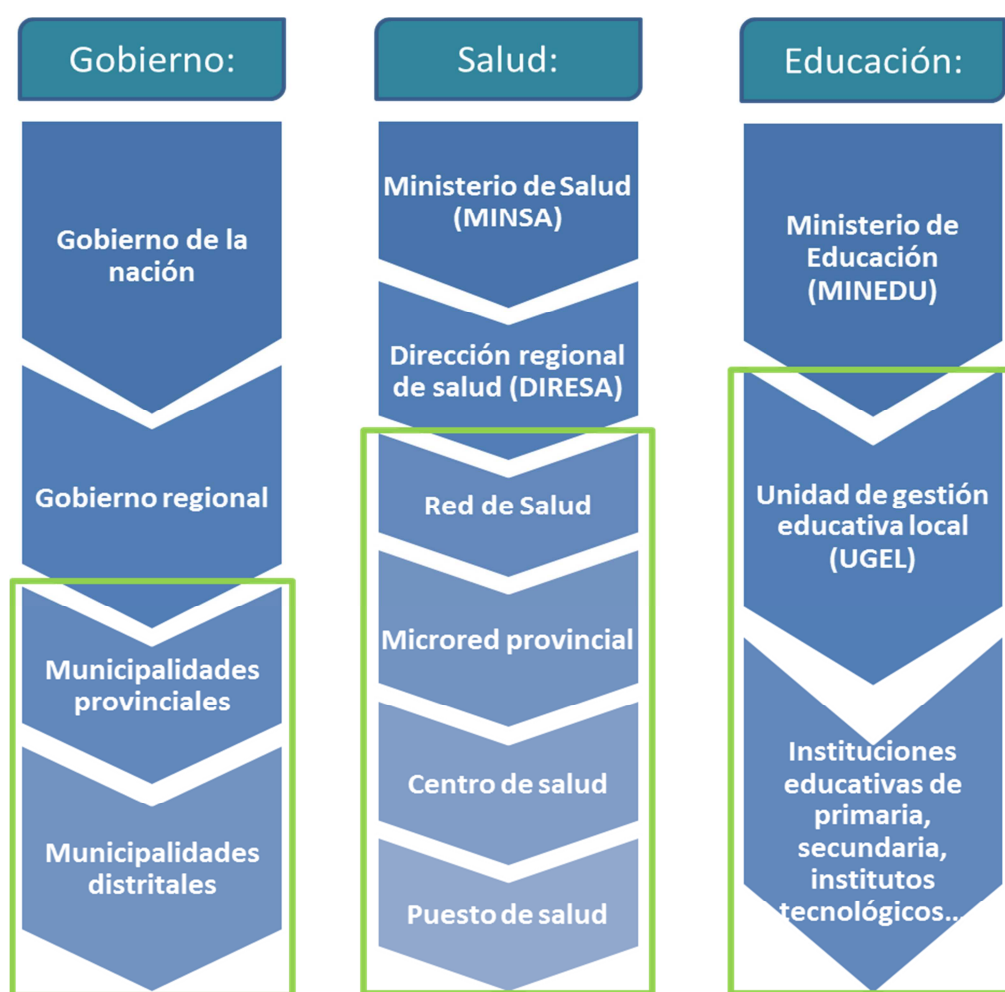 Gobierno:
Gobierno de la
nación
Gobierno regional
Municipalidades
provinciales
Municipalidades
distritales
Salud:
Ministerio de Salud
(MINSA)
Dirección regional
de salud (DIRESA)
Red de Salud
Microred provincial
Centro de salud
Puesto de salud
Educación:
Ministerio de
Educación
(MINEDU)
Unidad de gestión
educativa local
(UGEL)
Instituciones
educativas de
primaria,
secundaria,
institutos
tecnológicos...